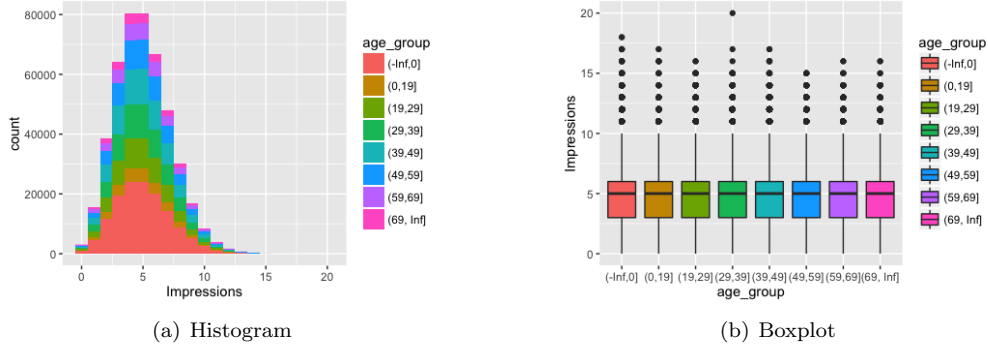 80000
60000
40000
20000
0
count
0 5 10 15 20
Impressions
age_group
(-Inf,0]
(0,19]
(19,29]
(29,39]
(39,49]
(49,59]
(59,69]
(69, Inf]
(a) Histogram
20
15
10
5
0
Impressions
(-Inf,0] (0,19] (19,29] (29,39] (39,49] (49,59] (59,69] (69, Inf]
age_group
age_group
(-Inf,0]
(0,19]
(19,29]
(29,39]
(39,49]
(49,59]
(59,69]
(69, Inf]
(b) Boxplot